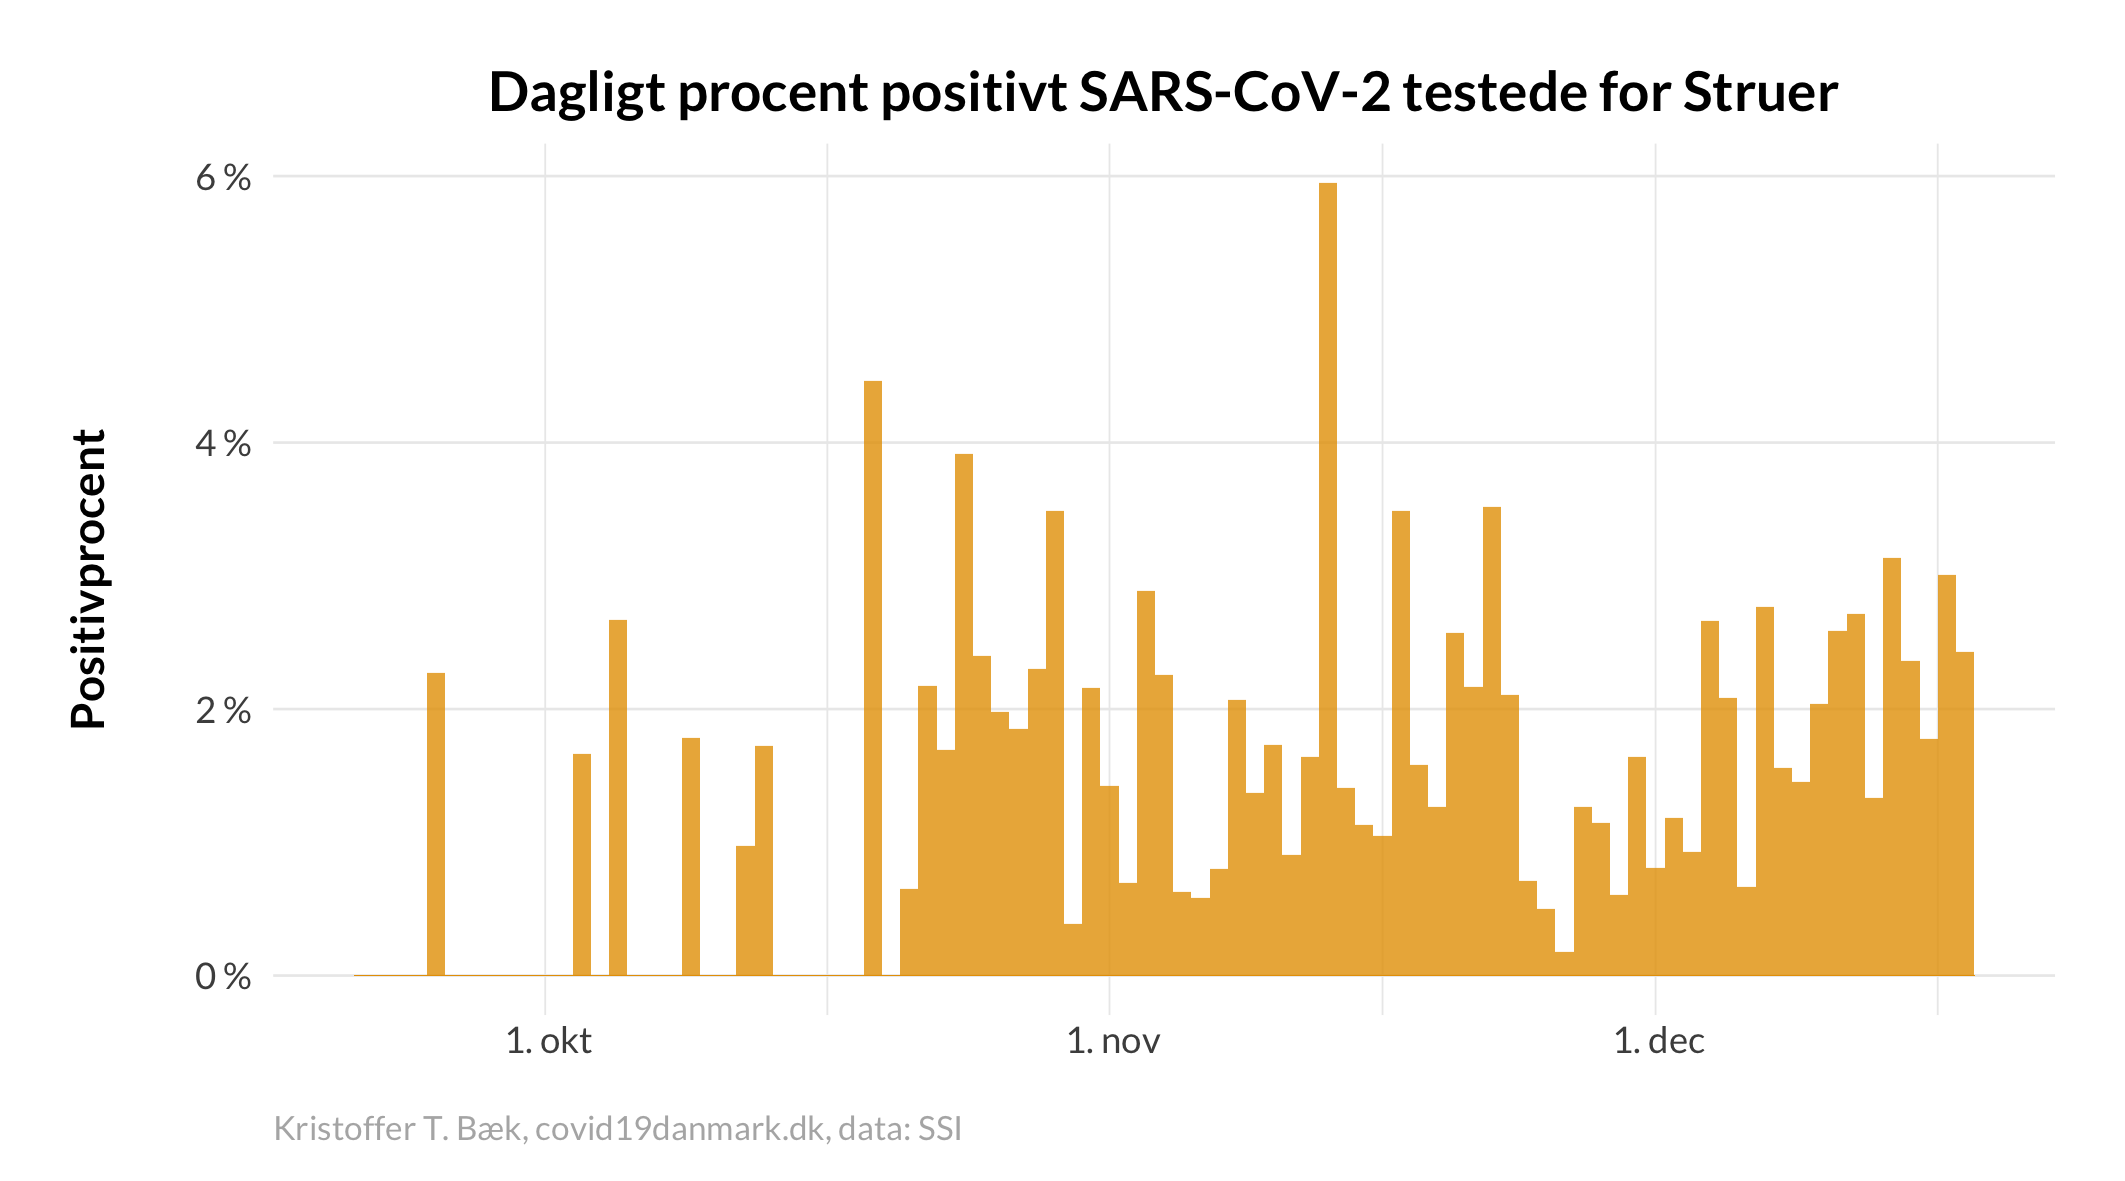 Dagligt procent positivt SARS-CoV-2 testede for Struer
Positivprocent
6 %
4 %
2 %
0 %
1. okt
1. nov
1. dec
Kristoffer T. Bæk, covid19danmark.dk, data: SSI